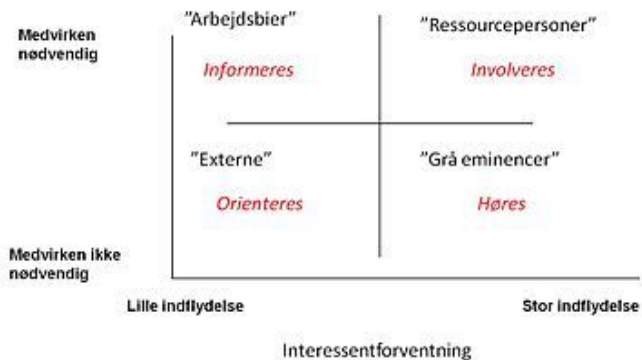 "Arbejdsbier"
"Ressourcepersoner"
Medvirken
nødvendig
Informeres
Involveres
"Externe"
"Grå eminencer"
Orienteres
Høres
Medvirken ikke
nødvendig
Lille indflydelse
Stor indflydelse
Interessentforventning